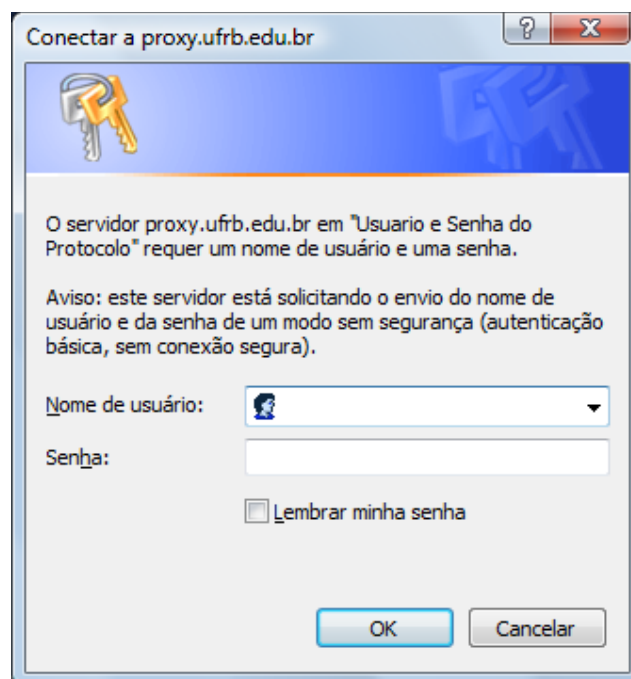 Conectar a proxy.ufrb.edu.br
O servidor proxy.ufrb.edu.br em "Usuario e Senha do
Protocolo" requer um nome de usuário e uma senha.
Aviso: este servidor está solicitando o envio do nome de
usuário e da senha de um modo sem segurança (autenticação
básica, sem conexão segura).
Nome de usuário:
Senha:
Lembrar minha senha
OK Cancelar